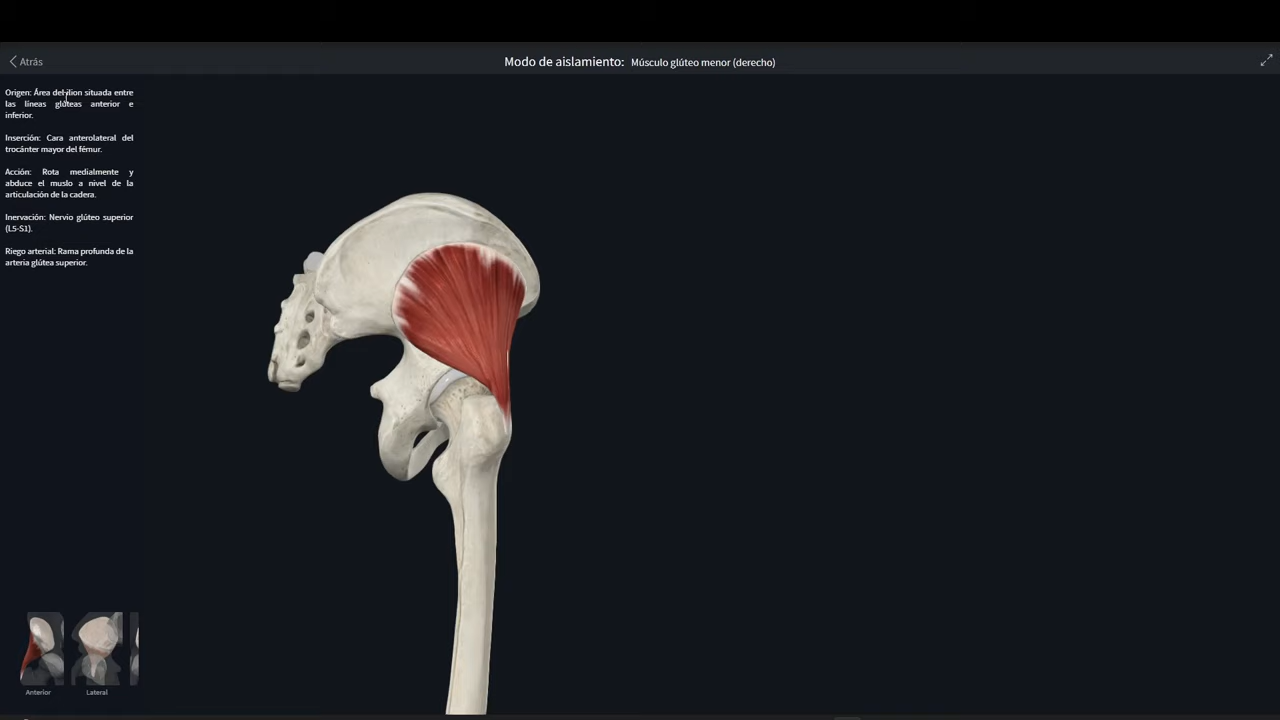 Atrás
Modo de aislamiento: Músculo glúteo menor (derecho)
Origen: Área del ilion situada entre
las líneas glúteas anterior e
inferior.
Inserción: Cara anterolateral del
trocánter mayor del fémur.
Acción: Rota medialmente y
abduce el muslo a nivel de la
articulación de la cadera.
Inervación: Nervio glúteo superior
(L5-S1).
Riego arterial: Rama profunda de la
arteria glútea superior.
Anterior
Lateral